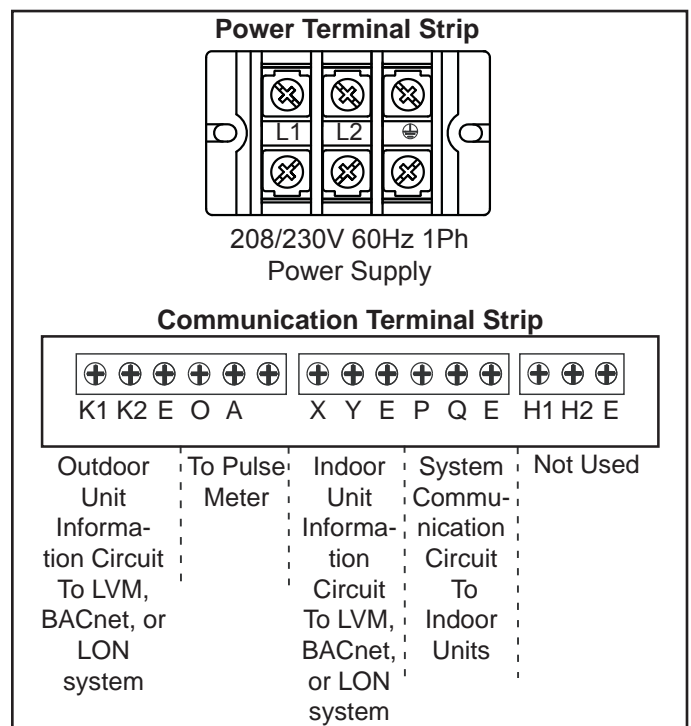 Power Terminal Strip
L1 L2 ⏚
208/230V 60Hz 1Ph
Power Supply
Communication Terminal Strip
K1 K2 E O A X Y E P Q E H1 H2 E
Outdoor
Unit
Informa-
tion Circuit
To LVM,
BACnet, or
LON
system
To Pulse
Meter
Indoor
Unit
Informa-
tion
Circuit
To LVM,
BACnet,
or LON
system
System
Commu-
nication
Circuit
To
Indoor
Units
Not Used